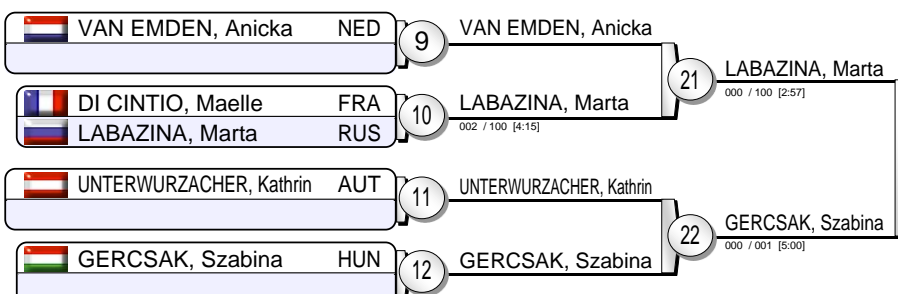 VAN EMDEN, Anicka NED
9
VAN EMDEN, Anicka
DI CINTIO, Maelle FRA
LABAZINA, Marta RUS
10
LABAZINA, Marta
002 / 100 [4:15]
21
LABAZINA, Marta
000 / 100 [2:57]
UNTERWURZACHER, Kathrin AUT
11
UNTERWURZACHER, Kathrin
GERCSAK, Szabina HUN
12
GERCSAK, Szabina
22
GERCSAK, Szabina
000 / 001 [5:00]